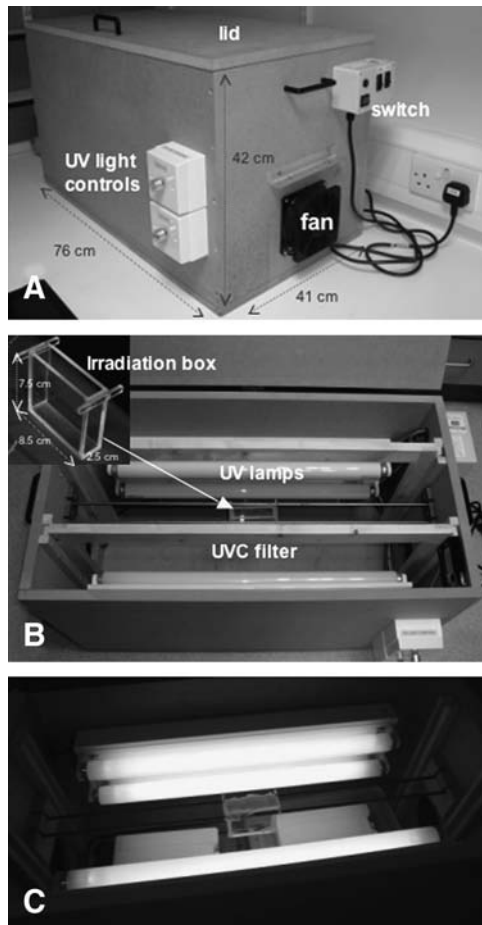 lid
switch
UV light
controls
42 cm
fan
76 cm
41 cm
A
Irradiation box
7.5 cm
8.5 cm
2.5 cm
UV lamps
UVC filter
B
C